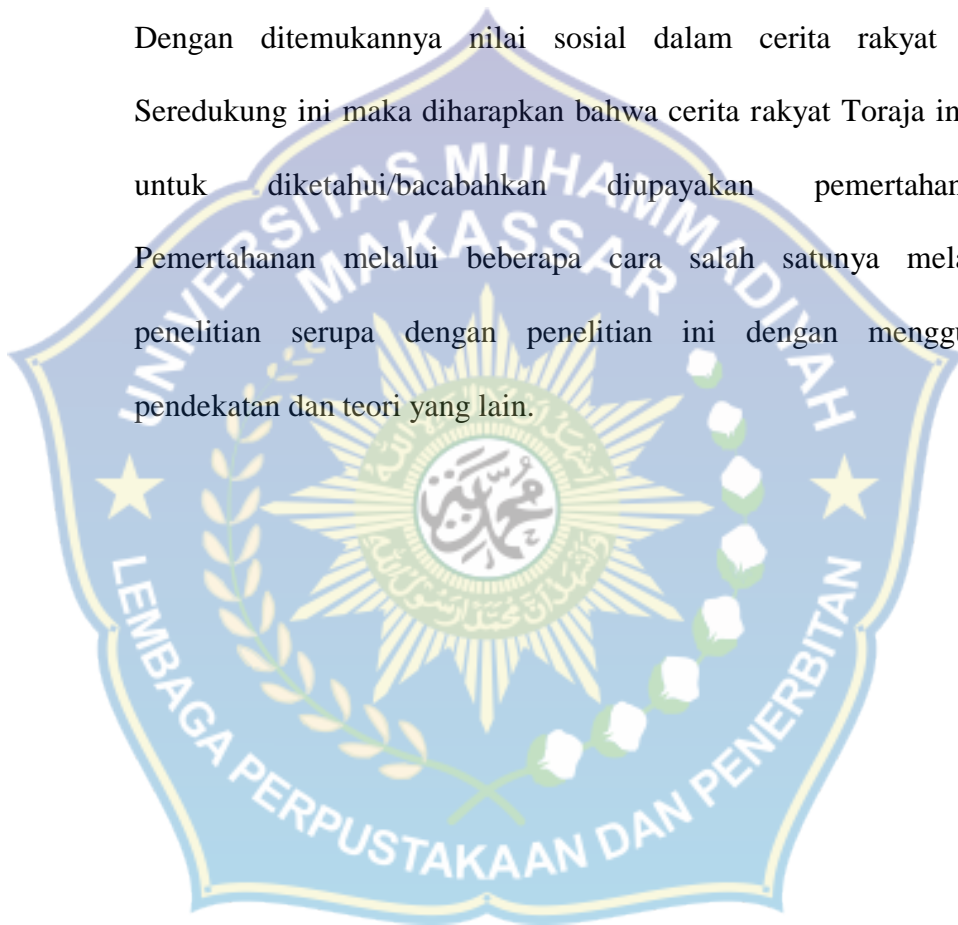 Dengan ditemukannya nilai sosial dalam cerita rakyat
Seredukung ini maka diharapkan bahwa cerita rakyat Toraja in
untuk diketahui/bacabahkan diupayakan pemertahan
Pemertahanan melalui beberapa cara salah satunya mela
penelitian serupa dengan penelitian ini dengan menggu
pendekatan dan teori yang lain.
UNIVERSITAS MUHAMMADIYAH
MAKASSAR
LEMBAGA PERPUSTAKAAN DAN PENERBITAN